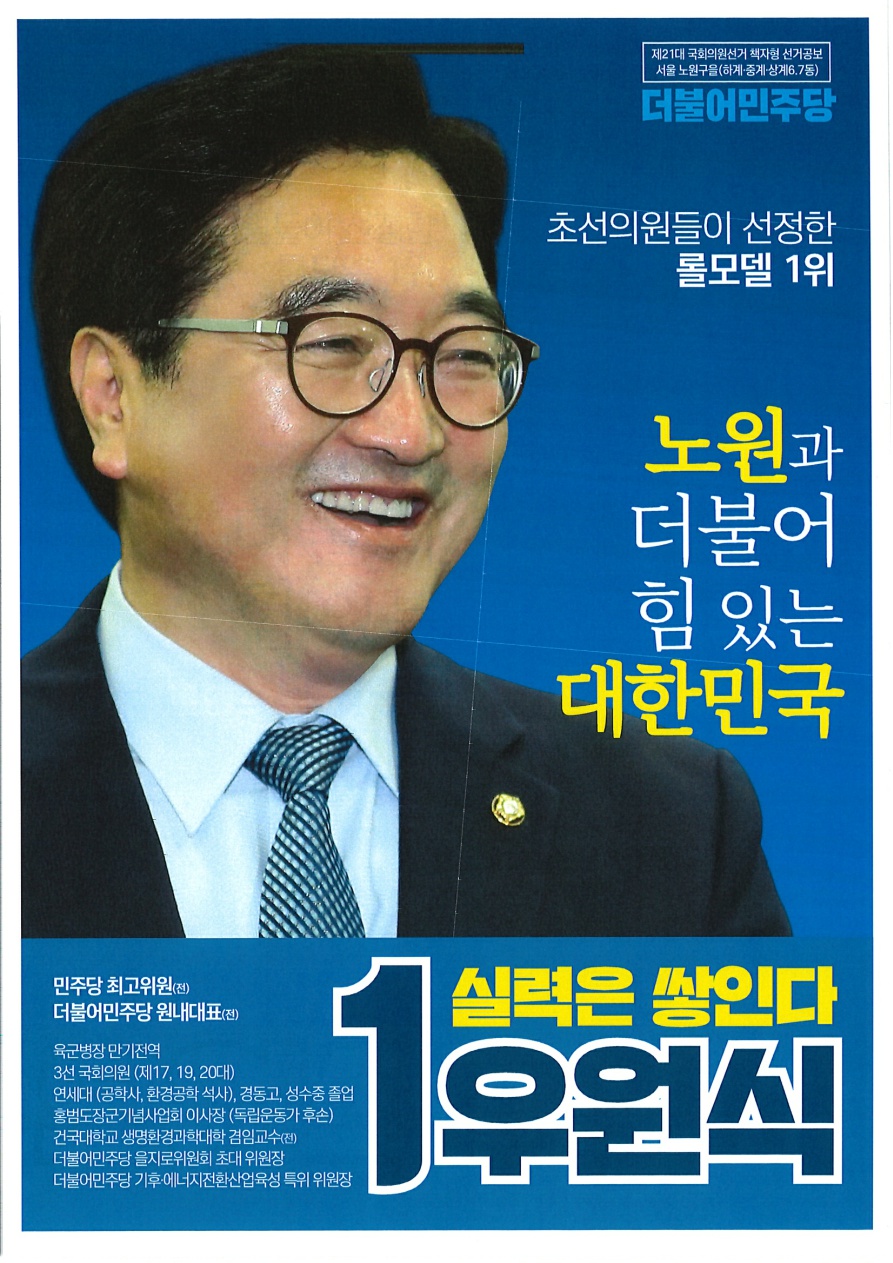 제21대 국회의원선거 책자형 선거공보
서울 노원구을(하계·중계·상계6.7동)
더불어민주당
초선의원들이 선정한
롤모델 1위
노원과
더불어
힘 있는
대한민국
민주당 최고위원(전)
더불어민주당 원내대표(전)
육군병장 만기전역
3선 국회의원 (제17, 19, 20대)
연세대 (공학사, 환경공학 석사), 경동고, 성수중 졸업
홍범도장군기념사업회 이사장 (독립운동가 후손)
건국대학교 생명환경과학대학 겸임교수(전)
더불어민주당 을지로위원회 초대 위원장
더불어민주당 기후·에너지전환산업육성 특위 위원장
실력은 쌓인다
1우원식